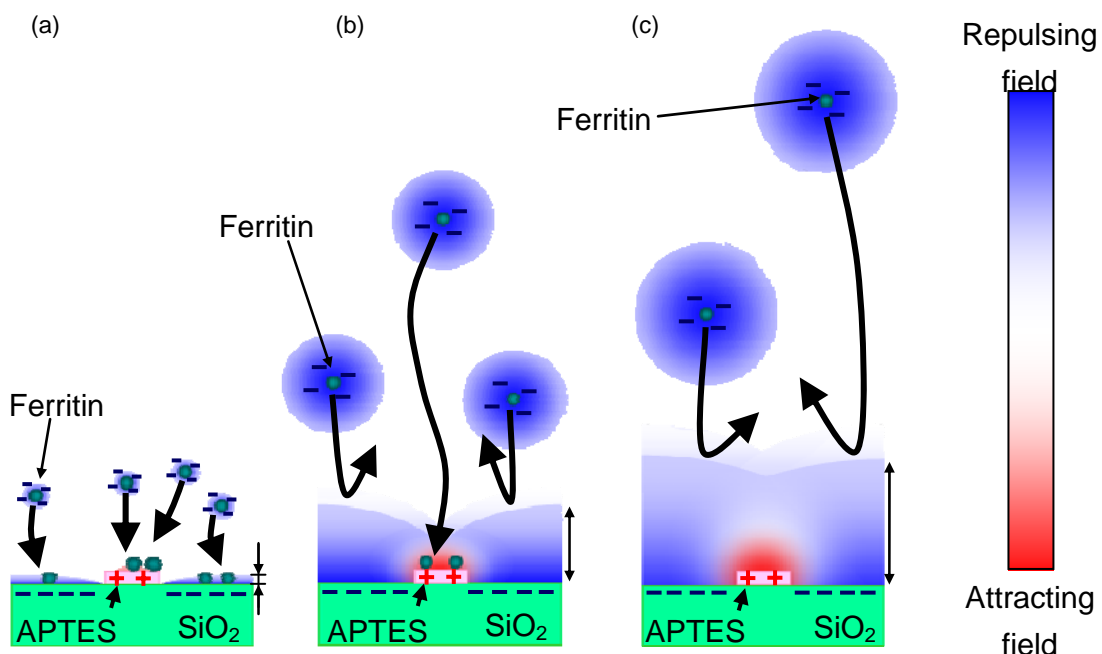 (a)
(b)
(c)
Repulsing
field
Ferritin
Ferritin
Ferritin
APTES
SiO₂
APTES
SiO₂
APTES
SiO₂
Attracting
field